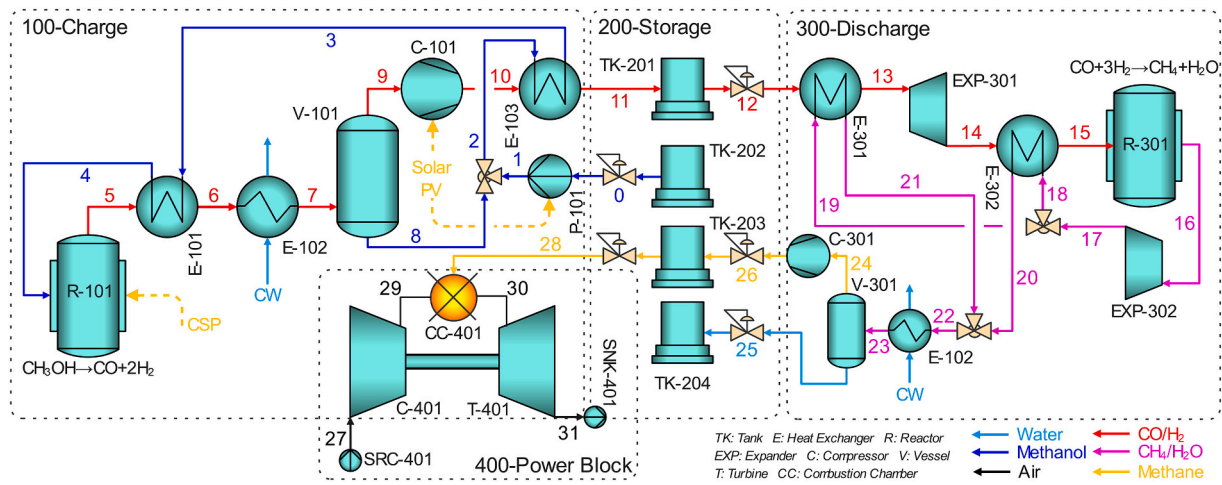 100-Charge
200-Storage
300-Discharge
3
C-101
9
10
V-101
E-103
11
TK-201
12
E-301
13
EXP-301
14
CO+3H₂→CH₄+H₂O
15
R-301
E-302
2
1
P-101
0
TK-202
Solar
PV
4
5
6
7
E-101
E-102
8
R-101
CSP
CH₃OH→CO+2H₂
CW
28
TK-203
26
C-301
24
V-301
19
21
18
17
16
20
22
23
E-102
EXP-302
25
TK-204
CW
29
30
CC-401
C-401
T-401
SNK-401
27
31
SRC-401
400-Power Block
TK: Tank E: Heat Exchanger R: Reactor
EXP: Expander C: Compressor V: Vessel
T: Turbine CC: Combustion Chamber
Water
CO/H₂
Methanol
CH₄/H₂O
Air
Methane